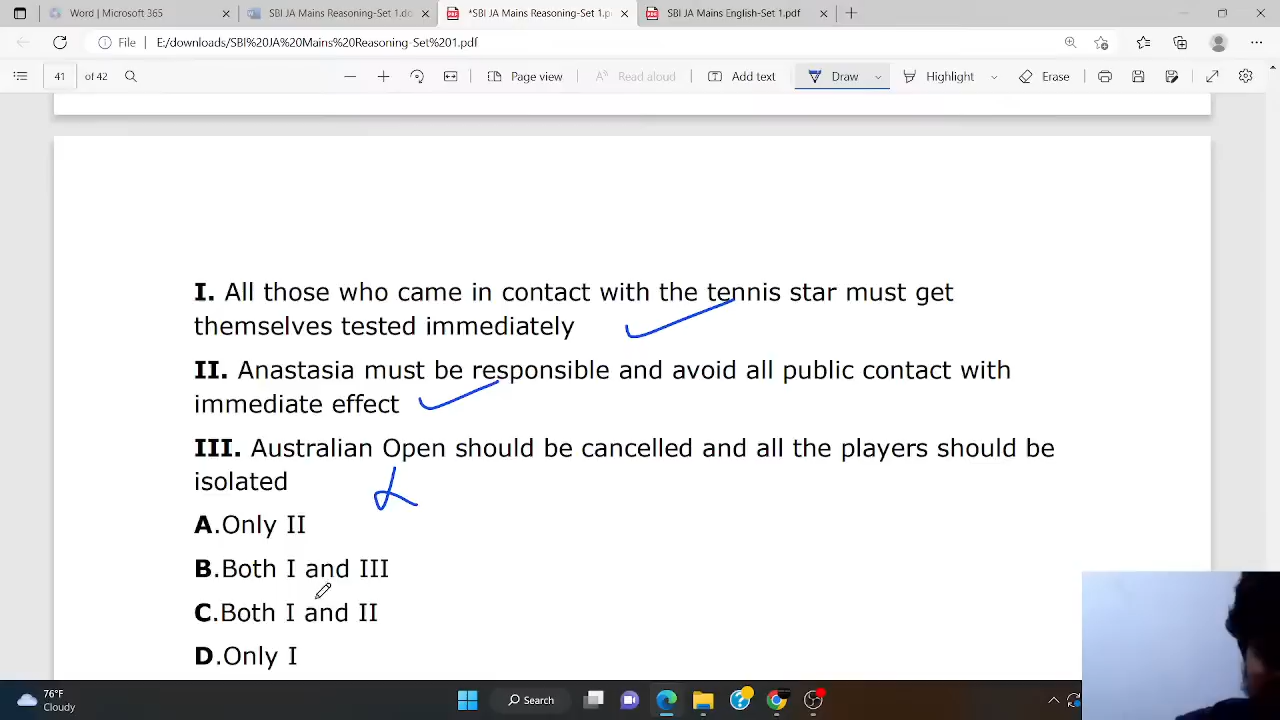 Word | Microsoft 365
SBI JA Mains Reasoning-Set 1.do
*SBI JA Mains Reasoning-Set 1.p
SBI JA Mains English-Set 1.pdf
File | E:/downloads/SBI%20JA%20Mains%20Reasoning-Set%201.pdf
41 of 42
Page view
Read aloud
Add text
Draw
Highlight
Erase
I. All those who came in contact with the tennis star must get
themselves tested immediately
II. Anastasia must be responsible and avoid all public contact with
immediate effect
III. Australian Open should be cancelled and all the players should be
isolated
A.Only II
B.Both I and III
C.Both I and II
D.Only I
76°F
Cloudy
Search